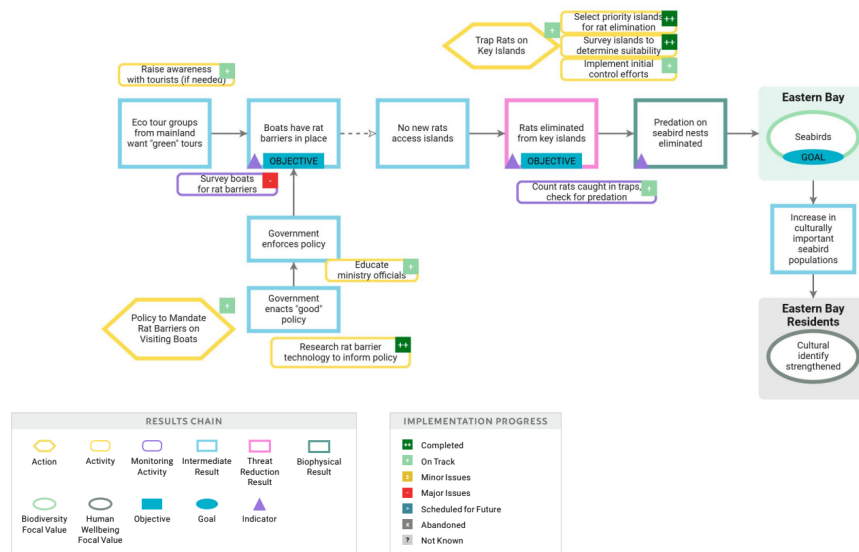 Trap Rats on
Key Islands
+
Select priority islands
for rat elimination
++
Survey islands to
determine suitability
++
Implement initial
control efforts
+
Raise awareness
with tourists (if needed)
+
Eco tour groups
from mainland
want "green" tours
Boats have rat
barriers in place
OBJECTIVE
No new rats
access islands
Rats eliminated
from key islands
OBJECTIVE
Predation on
seabird nests
eliminated
Eastern Bay
Seabirds
GOAL
Survey boats
for rat barriers
-
Count rats caught in traps,
check for predation
+
Government
enforces policy
Educate
ministry officials
+
Increase in
culturally
important
seabird
populations
Policy to Mandate
Rat Barriers on
Visiting Boats
+
Government
enacts "good"
policy
Research rat barrier
technology to inform policy
++
Eastern Bay
Residents
Cultural identify
strengthened
RESULTS CHAIN
Action
Activity
Monitoring
Activity
Intermediate
Result
Threat
Reduction
Result
Biophysical
Result
Biodiversity
Focal Value
Human
Wellbeing
Focal Value
Objective
Goal
Indicator
IMPLEMENTATION PROGRESS
++ Completed
+ On Track
Minor Issues
- Major Issues
Scheduled for Future
x Abandoned
? Not Known